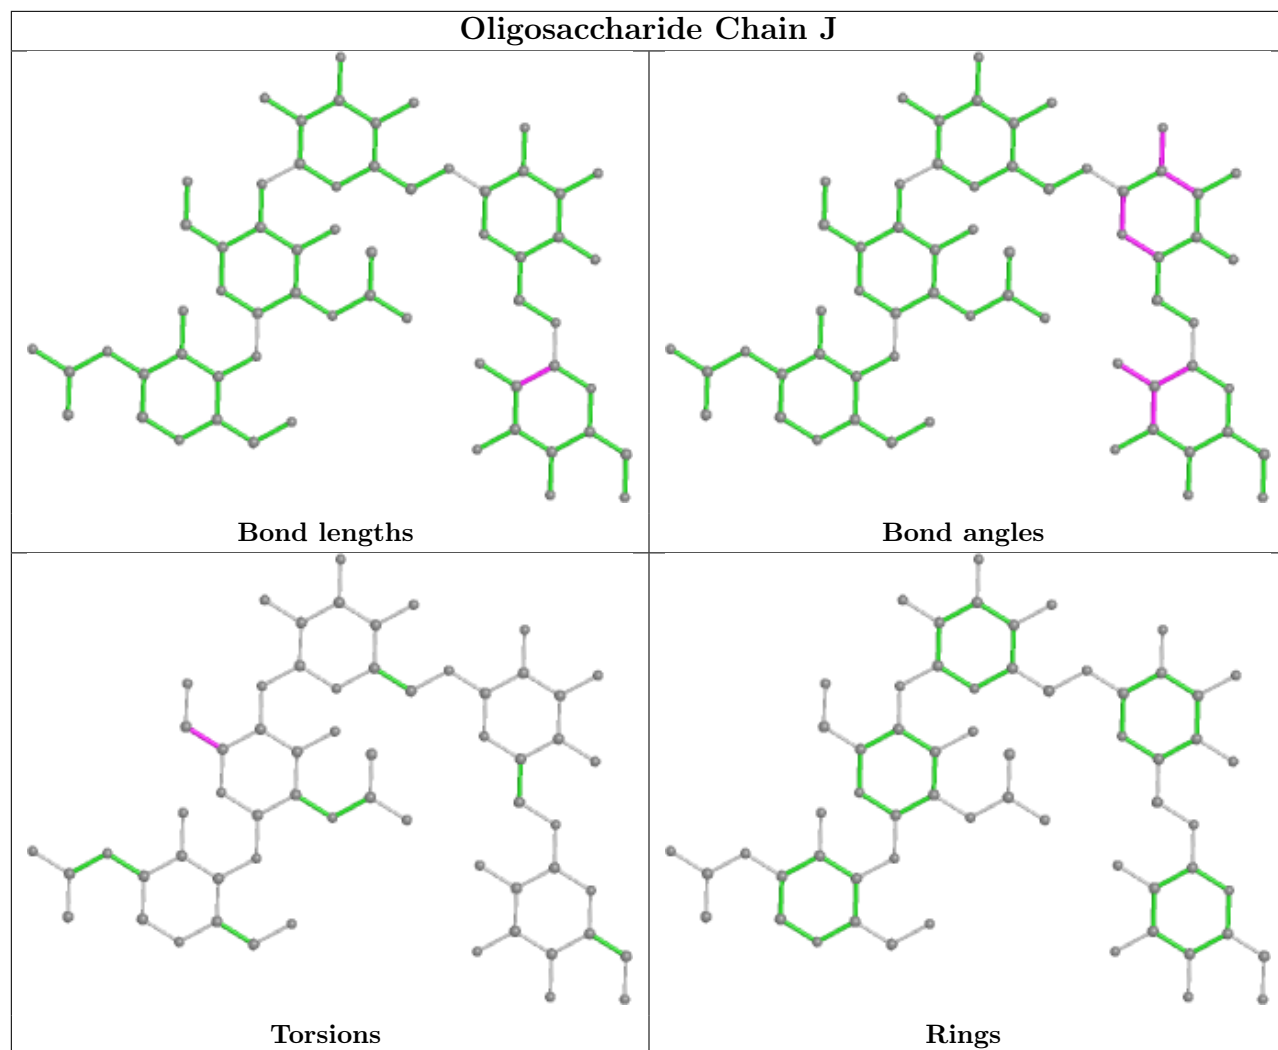 Oligosaccharide Chain J
Bond lengths
Bond angles
Torsions
Rings